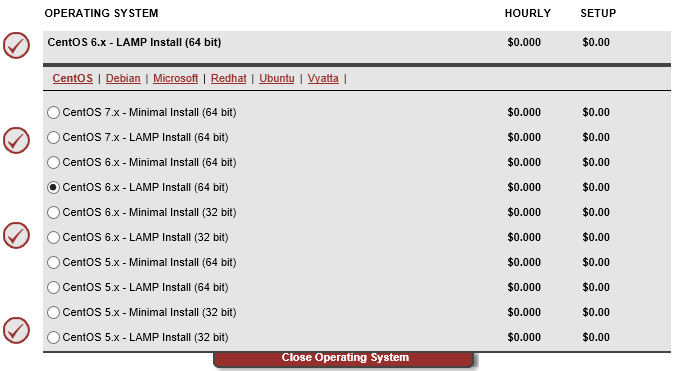 OPERATING SYSTEM HOURLY SETUP
CentOS 6.x - LAMP Install (64 bit) $0.000 $0.00
CentOS | Debian | Microsoft | Redhat | Ubuntu | Vyatta |
CentOS 7.x - Minimal Install (64 bit) $0.000 $0.00
CentOS 7.x - LAMP Install (64 bit) $0.000 $0.00
CentOS 6.x - Minimal Install (64 bit) $0.000 $0.00
CentOS 6.x - LAMP Install (64 bit) $0.000 $0.00
CentOS 6.x - Minimal Install (32 bit) $0.000 $0.00
CentOS 6.x - LAMP Install (32 bit) $0.000 $0.00
CentOS 5.x - Minimal Install (64 bit) $0.000 $0.00
CentOS 5.x - LAMP Install (64 bit) $0.000 $0.00
CentOS 5.x - Minimal Install (32 bit) $0.000 $0.00
CentOS 5.x - LAMP Install (32 bit) $0.000 $0.00
Close Operating System